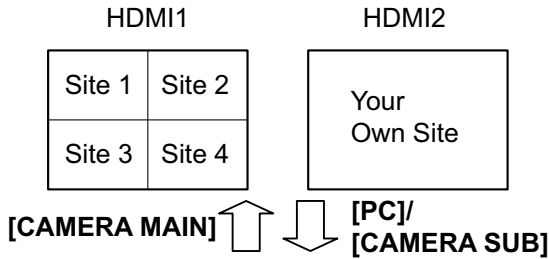 HDMI1
HDMI2
Site 1
Site 2
Site 3
Site 4
Your
Own Site
[CAMERA MAIN]
[PC]/
[CAMERA SUB]